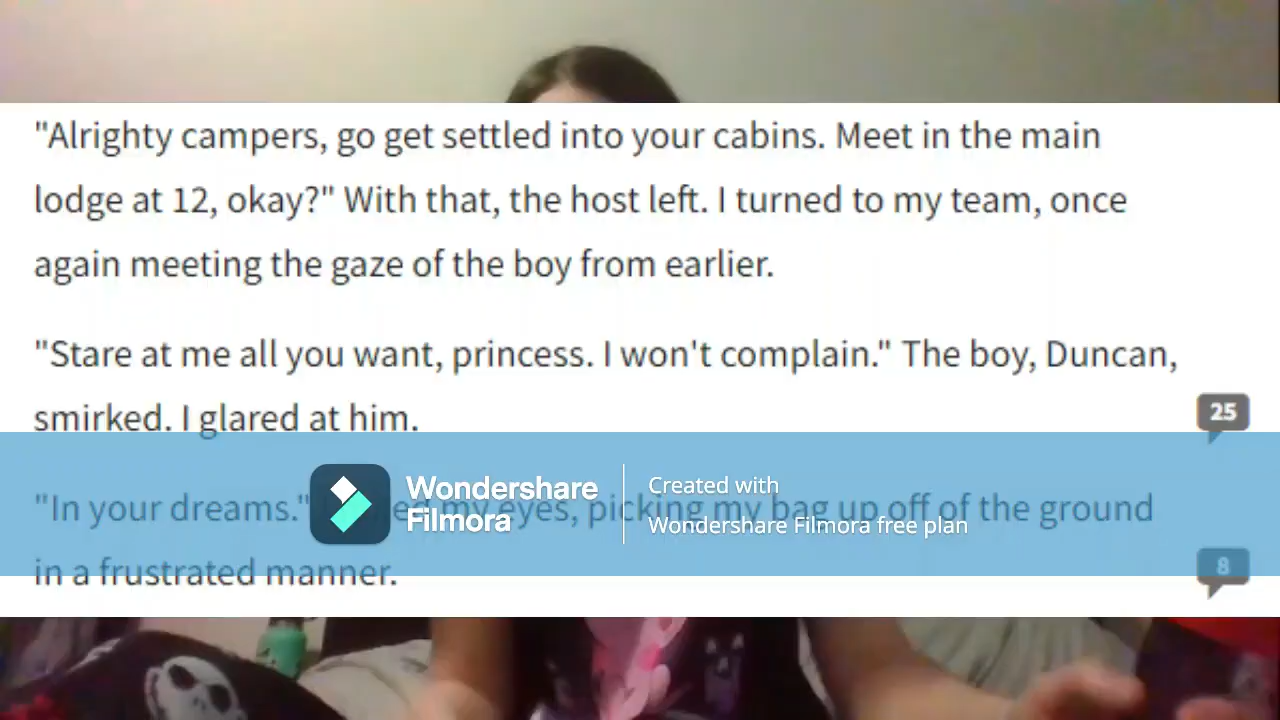 "Alrighty campers, go get settled into your cabins. Meet in the main
lodge at 12, okay?" With that, the host left. I turned to my team, once
again meeting the gaze of the boy from earlier.
"Stare at me all you want, princess. I won't complain." The boy, Duncan,
smirked. I glared at him.
25
"In your dreams." my eyes, picking my bag up off of the ground
in a frustrated manner.
8
Wondershare
Filmora
Created with
Wondershare Filmora free plan